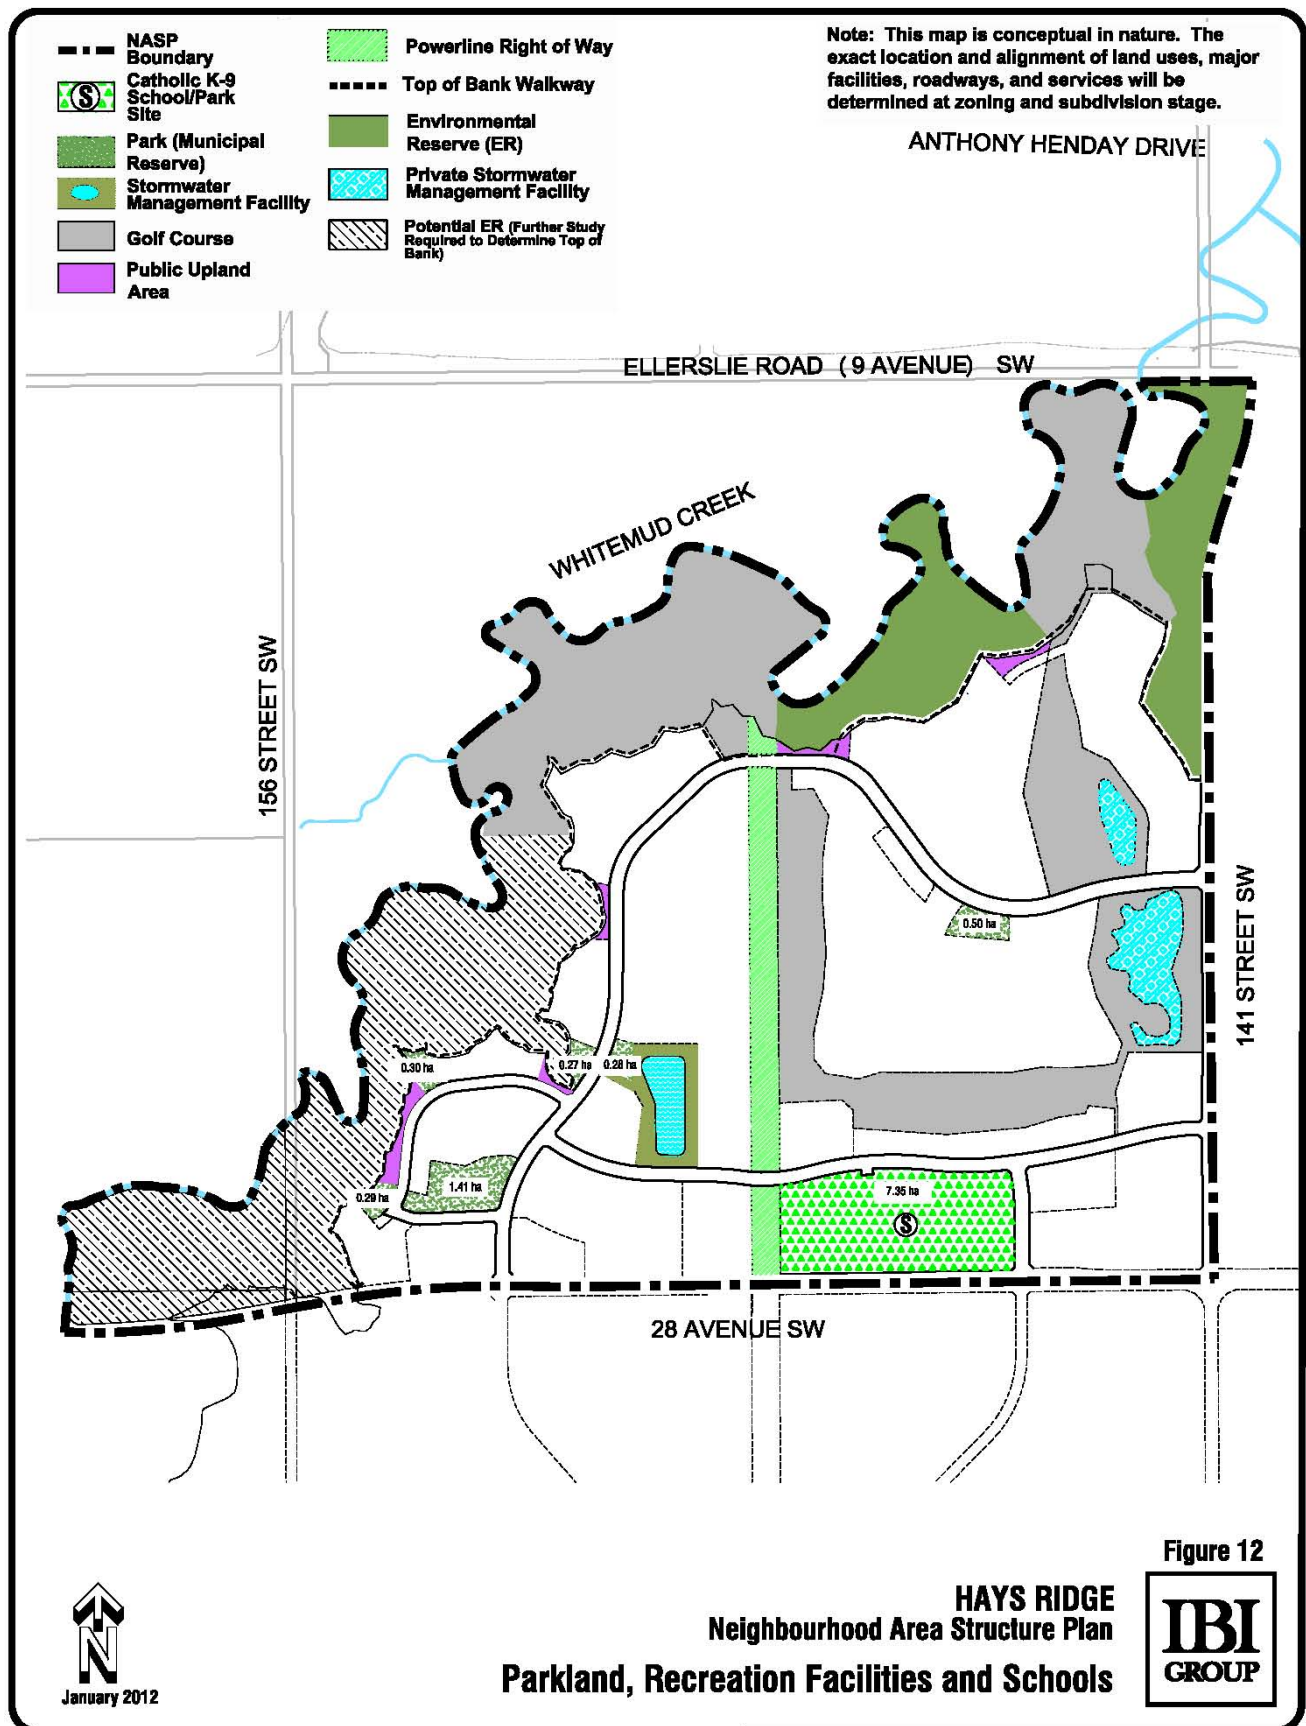 NASP
Boundary
Catholic K-9
School/Park
Site
Park (Municipal
Reserve)
Stormwater
Management Facility
Golf Course
Public Upland
Area
Powerline Right of Way
Top of Bank Walkway
Environmental
Reserve (ER)
Private Stormwater
Management Facility
Potential ER (Further Study
Required to Determine Top of
Bank)
S
Note: This map is conceptual in nature. The
exact location and alignment of land uses, major
facilities, roadways, and services will be
determined at zoning and subdivision stage.
ANTHONY HENDAY DRIVE
ELLERSLIE ROAD ( 9 AVENUE) SW
WHITEMUD CREEK
156 STREET SW
141 STREET SW
0.50 ha
0.30 ha
0.27 ha
0.28 ha
0.29 ha
1.41 ha
7.35 ha
S
28 AVENUE SW
Figure 12
HAYS RIDGE
Neighbourhood Area Structure Plan
Parkland, Recreation Facilities and Schools
IBI
GROUP
N
January 2012